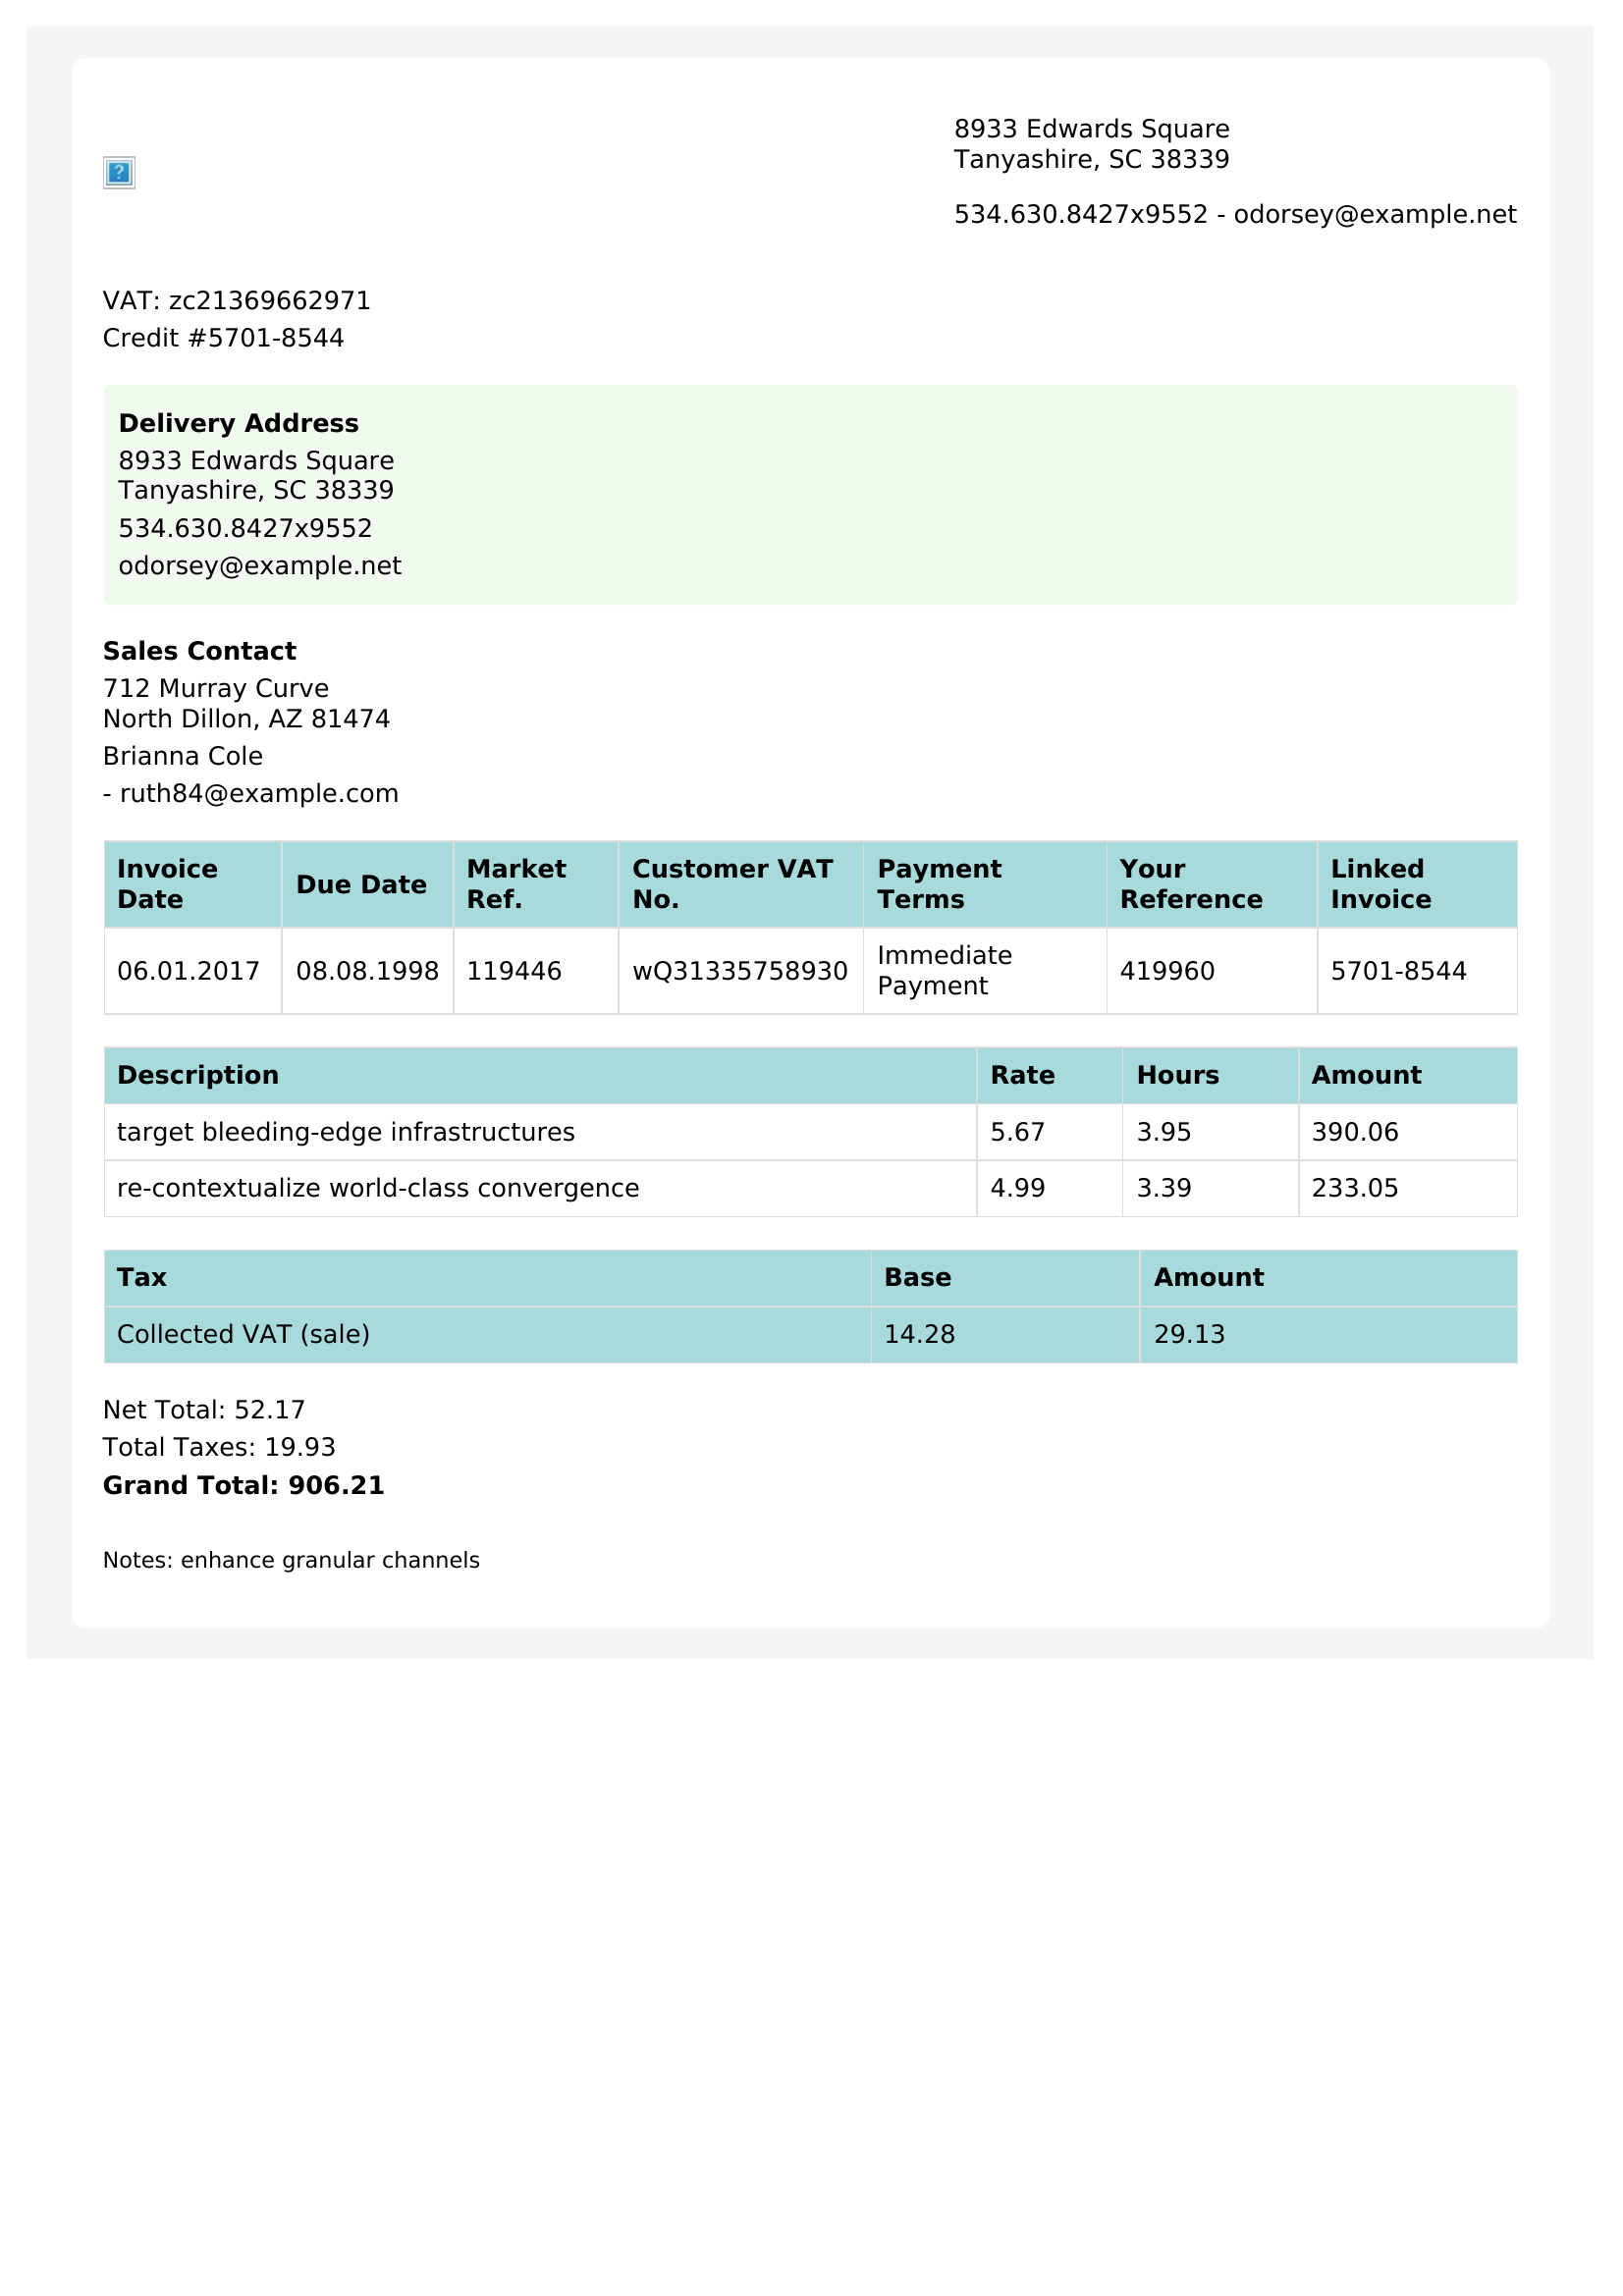 8933 Edwards Square
Tanyashire, SC 38339
534.630.8427x9552 - odorsey@example.net
VAT: zc21369662971
Credit #5701-8544
Delivery Address
8933 Edwards Square
Tanyashire, SC 38339
534.630.8427x9552
odorsey@example.net
Sales Contact
712 Murray Curve
North Dillon, AZ 81474
Brianna Cole
- ruth84@example.com
Invoice Date Due Date Market Ref. Customer VAT No. Payment Terms Your Reference Linked Invoice
06.01.2017 08.08.1998 119446 wQ31335758930 Immediate Payment 419960 5701-8544
Description Rate Hours Amount
target bleeding-edge infrastructures 5.67 3.95 390.06
re-contextualize world-class convergence 4.99 3.39 233.05
Tax Base Amount
Collected VAT (sale) 14.28 29.13
Net Total: 52.17
Total Taxes: 19.93
Grand Total: 906.21
Notes: enhance granular channels